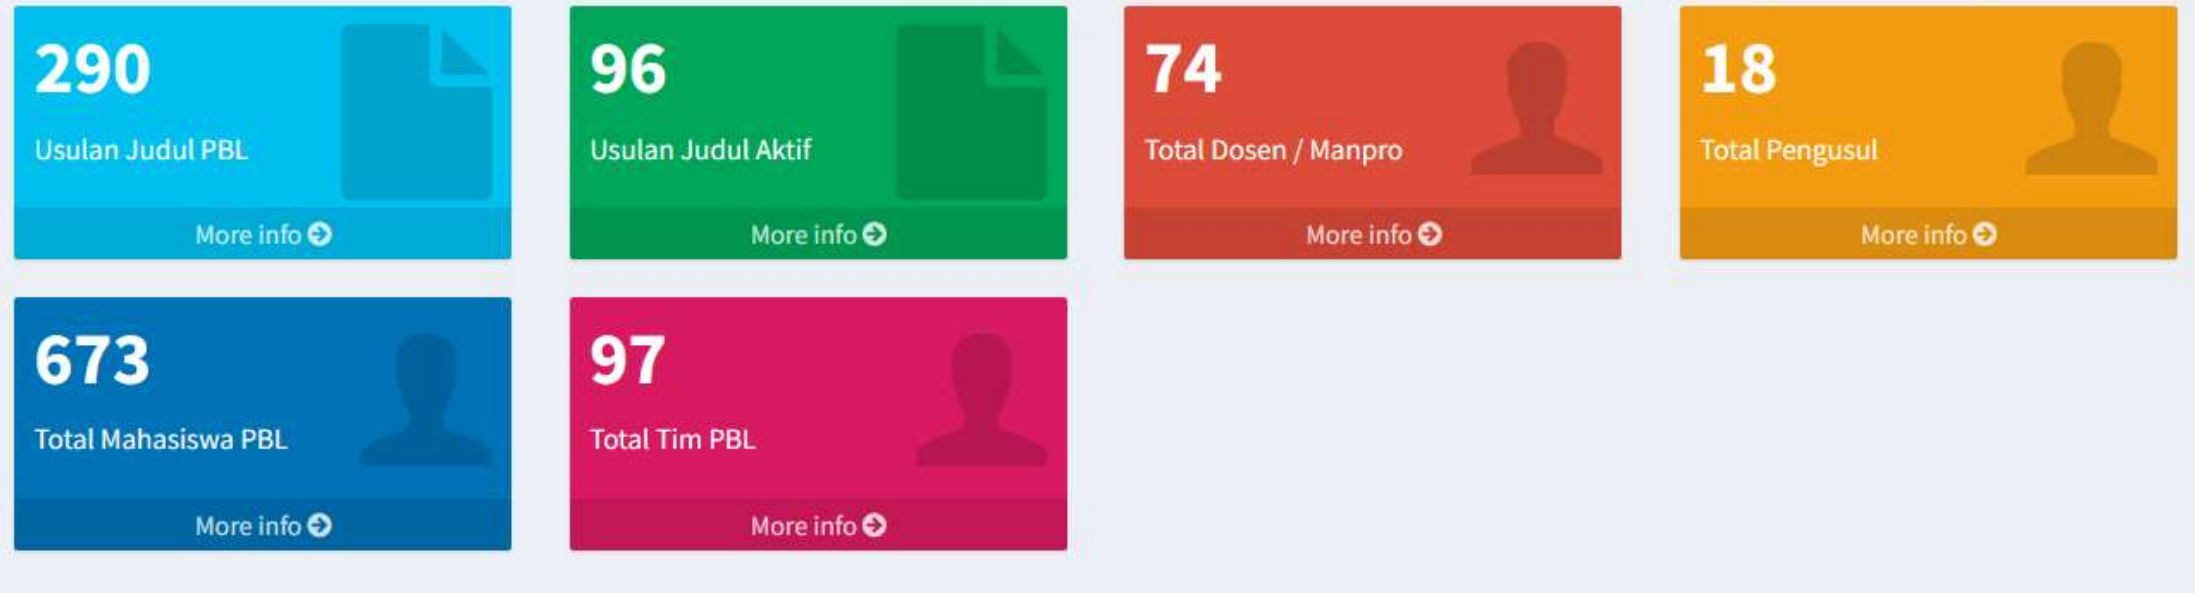 290
Usulan Judul PBL
More info
96
Usulan Judul Aktif
More info
74
Total Dosen / Manpro
More info
18
Total Pengusul
More info
673
Total Mahasiswa PBL
More info
97
Total Tim PBL
More info